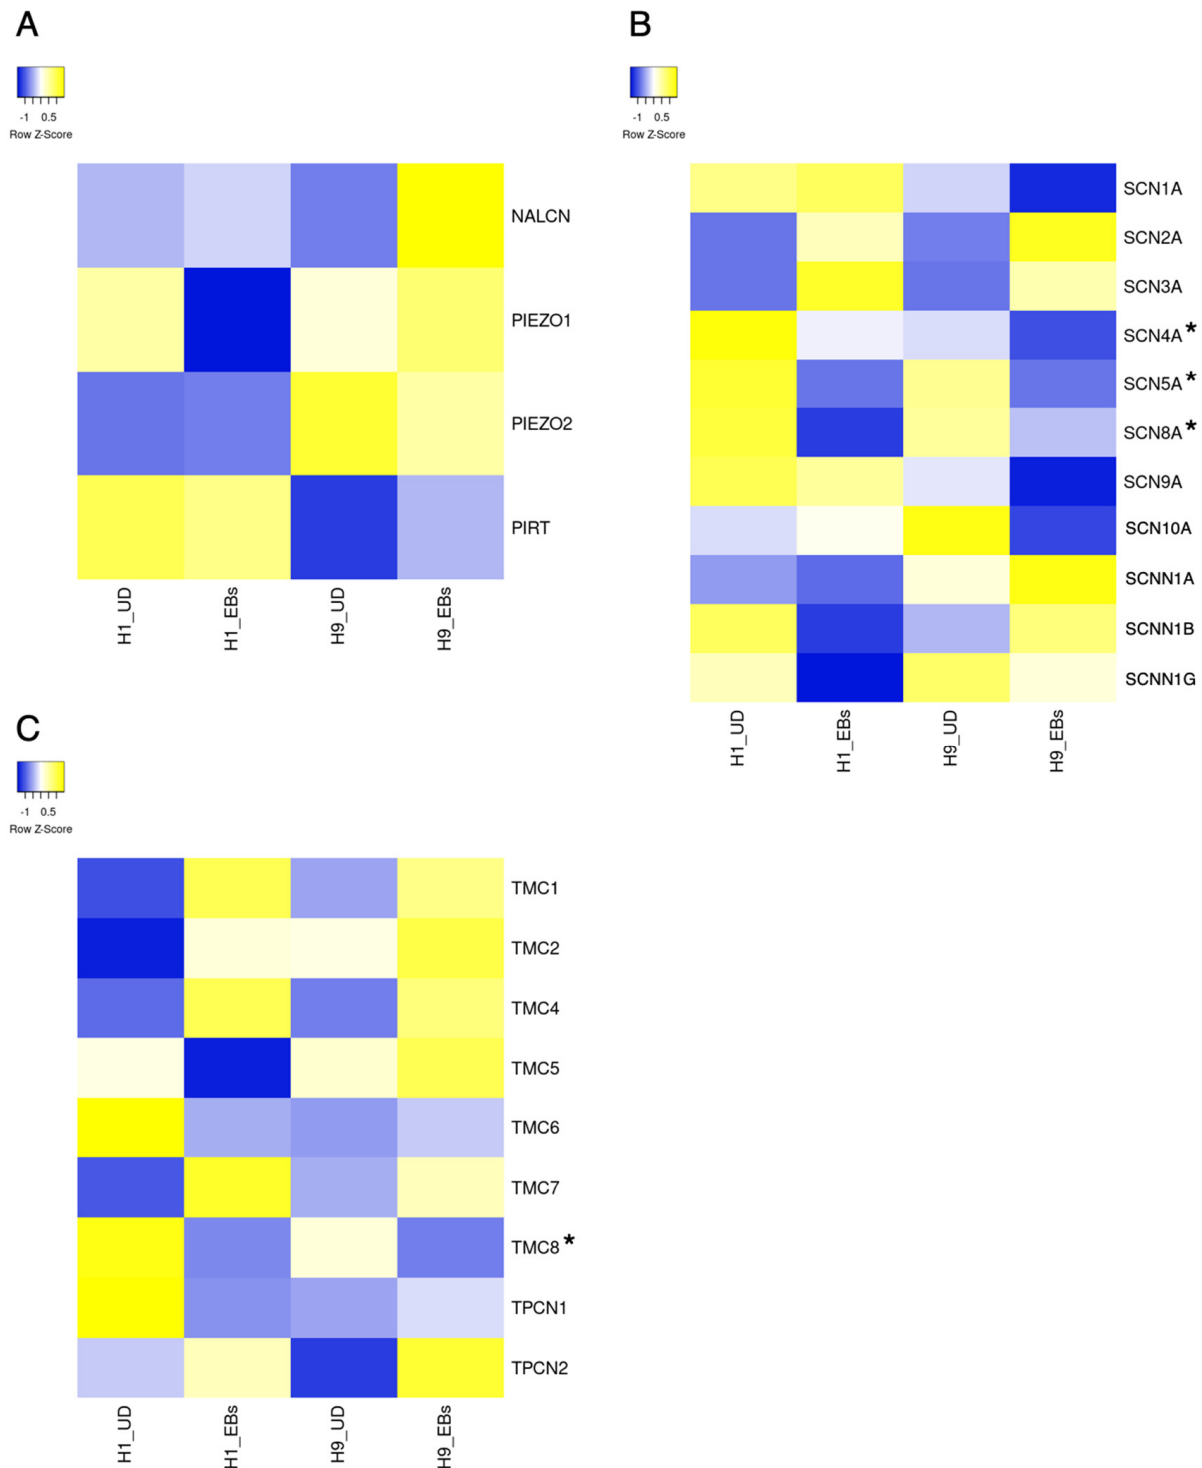 A
-1 0.5
Row Z-Score
NALCN
PIEZO1
PIEZO2
PIRT
H1_UD
H1_EBs
H9_UD
H9_EBs
B
-1 0.5
Row Z-Score
SCN1A
SCN2A
SCN3A
SCN4A*
SCN5A*
SCN8A*
SCN9A
SCN10A
SCNN1A
SCNN1B
SCNN1G
H1_UD
H1_EBs
H9_UD
H9_EBs
C
-1 0.5
Row Z-Score
TMC1
TMC2
TMC4
TMC5
TMC6
TMC7
TMC8*
TPCN1
TPCN2
H1_UD
H1_EBs
H9_UD
H9_EBs